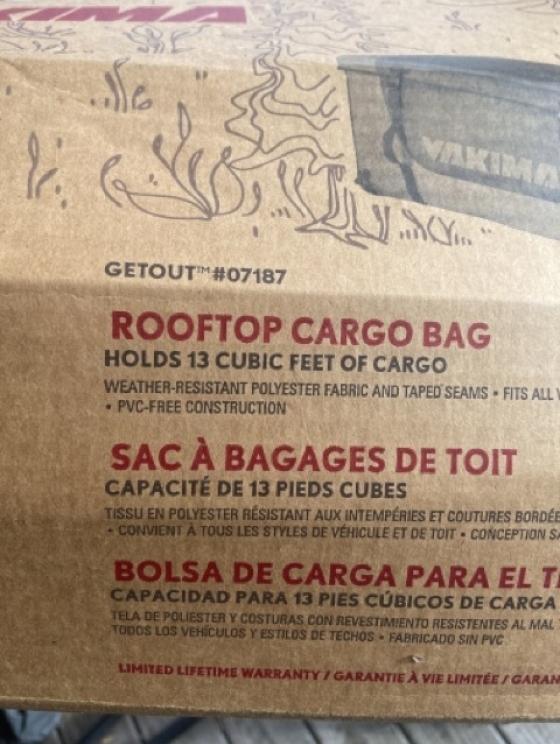 YAKIMA
GETOUT™ #07187
ROOFTOP CARGO BAG
HOLDS 13 CUBIC FEET OF CARGO
WEATHER-RESISTANT POLYESTER FABRIC AND TAPED SEAMS • FITS ALL
• PVC-FREE CONSTRUCTION
SAC À BAGAGES DE TOIT
CAPACITÉ DE 13 PIEDS CUBES
TISSU EN POLYESTER RÉSISTANT AUX INTEMPÉRIES ET COUTURES
• CONVIENT À TOUS LES STYLES DE VÉHICULE ET DE TOIT • CONCEPTION
BOLSA DE CARGA PARA EL
CAPACIDAD PARA 13 PIES CÚBICOS DE CARGA
TELA DE POLIESTER Y COSTURAS CON REVESTIMIENTO RESISTENTES AL MAL
TODOS LOS VEHÍCULOS Y ESTILOS DE TECHOS • FABRICADO SIN PVC
LIMITED LIFETIME WARRANTY / GARANTIE À VIE LIMITÉE /